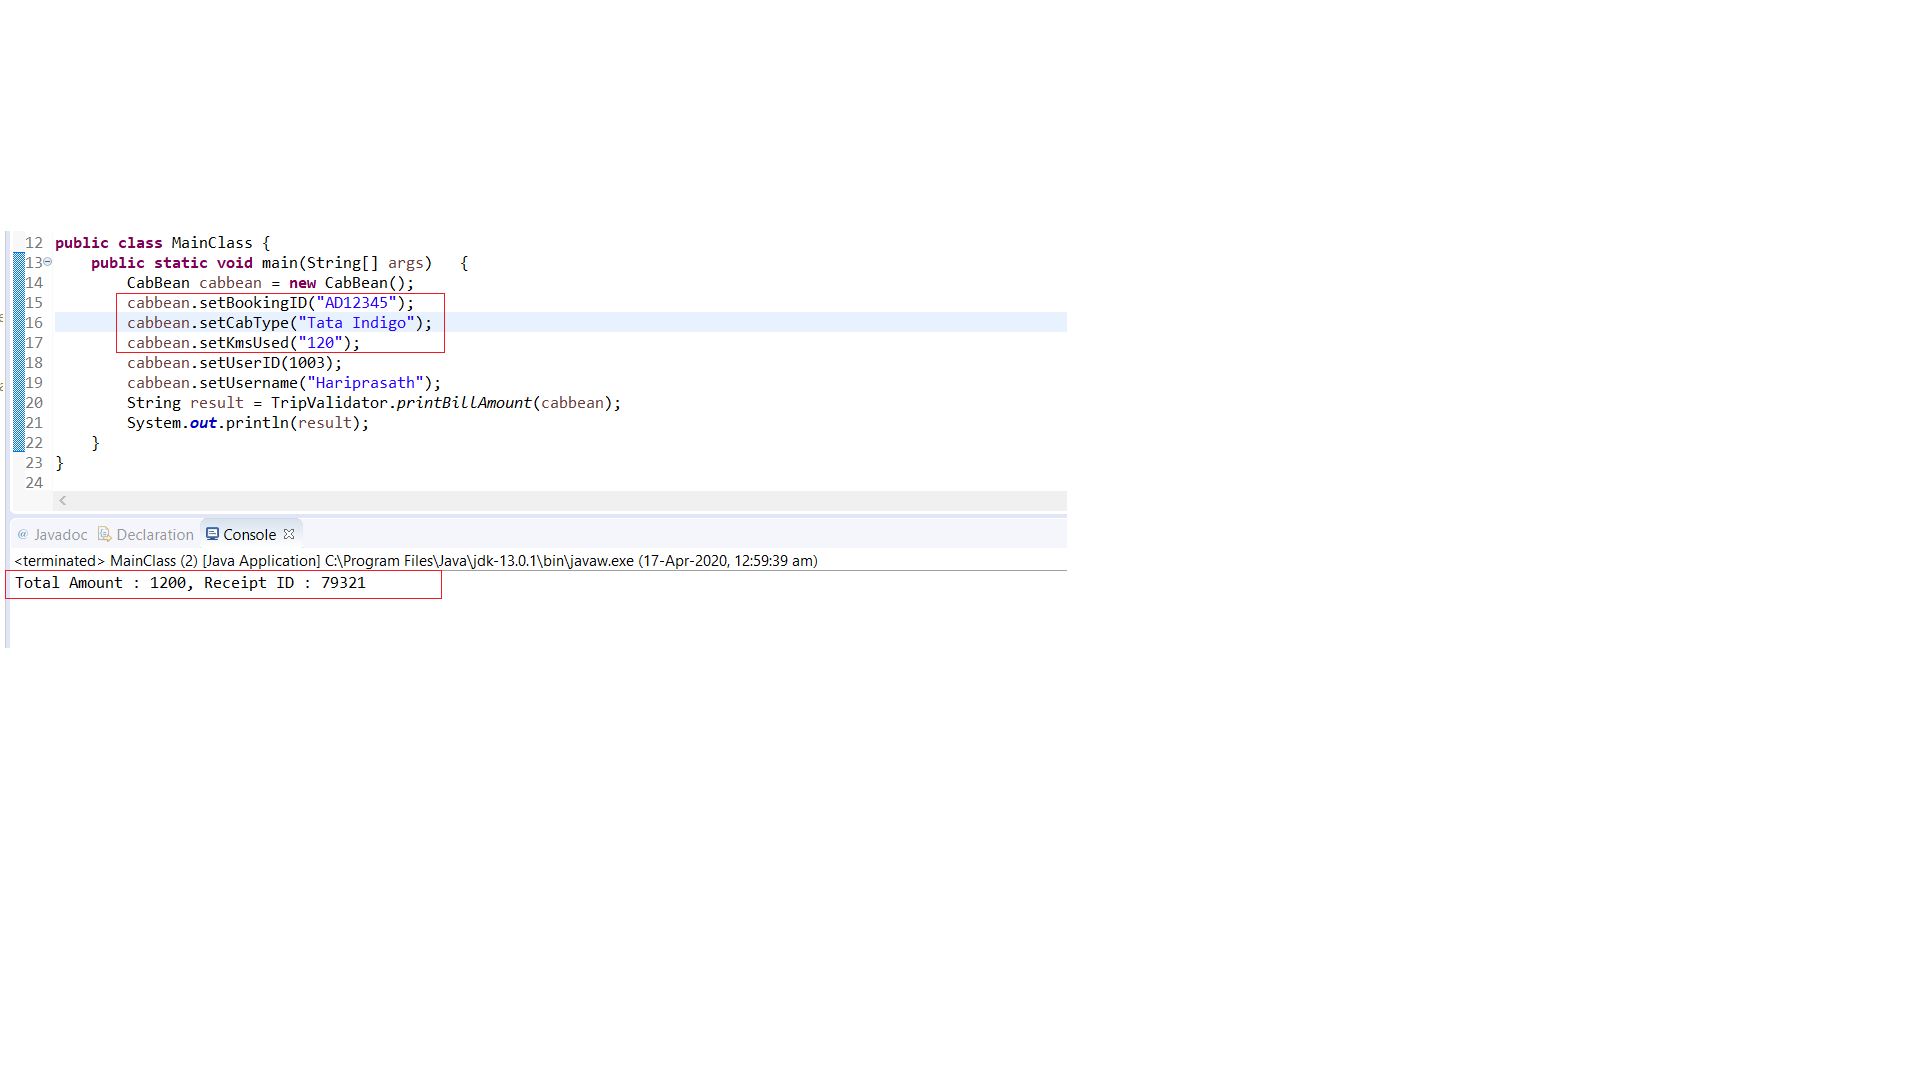 12 public class MainClass {
13 public static void main(String[] args) {
14 CabBean cabbean = new CabBean();
15 cabbean.setBookingID("AD12345");
16 cabbean.setCabType("Tata Indigo");
17 cabbean.setKmsUsed("120");
18 cabbean.setUserID(1003);
19 cabbean.setUsername("Hariprasath");
20 String result = TripValidator.printBillAmount(cabbean);
21 System.out.println(result);
22 }
23 }
24
@ Javadoc Declaration Console
<terminated> MainClass (2) [Java Application] C:\Program Files\Java\jdk-13.0.1\bin\javaw.exe (17-Apr-2020, 12:59:39 am)
Total Amount : 1200, Receipt ID : 79321